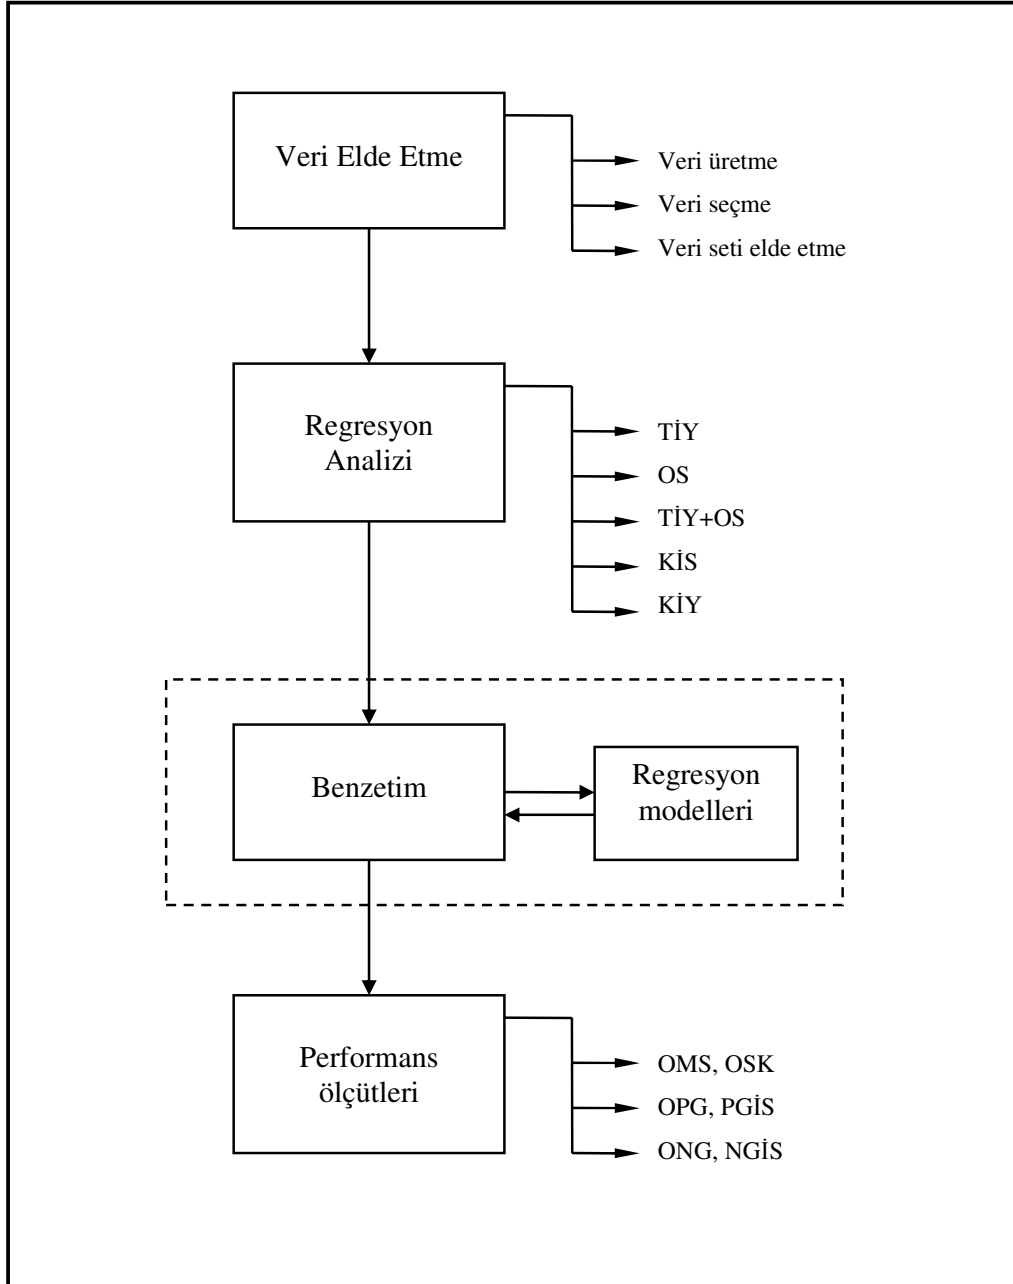 Veri Elde Etme
Veri üretme
Veri seçme
Veri seti elde etme
Regresyon
Analizi
TİY
OS
TİY+OS
KİS
KİY
Benzetim
Regresyon
modelleri
Performans
ölçütleri
OMS, OSK
OPG, PGİS
ONG, NGİS